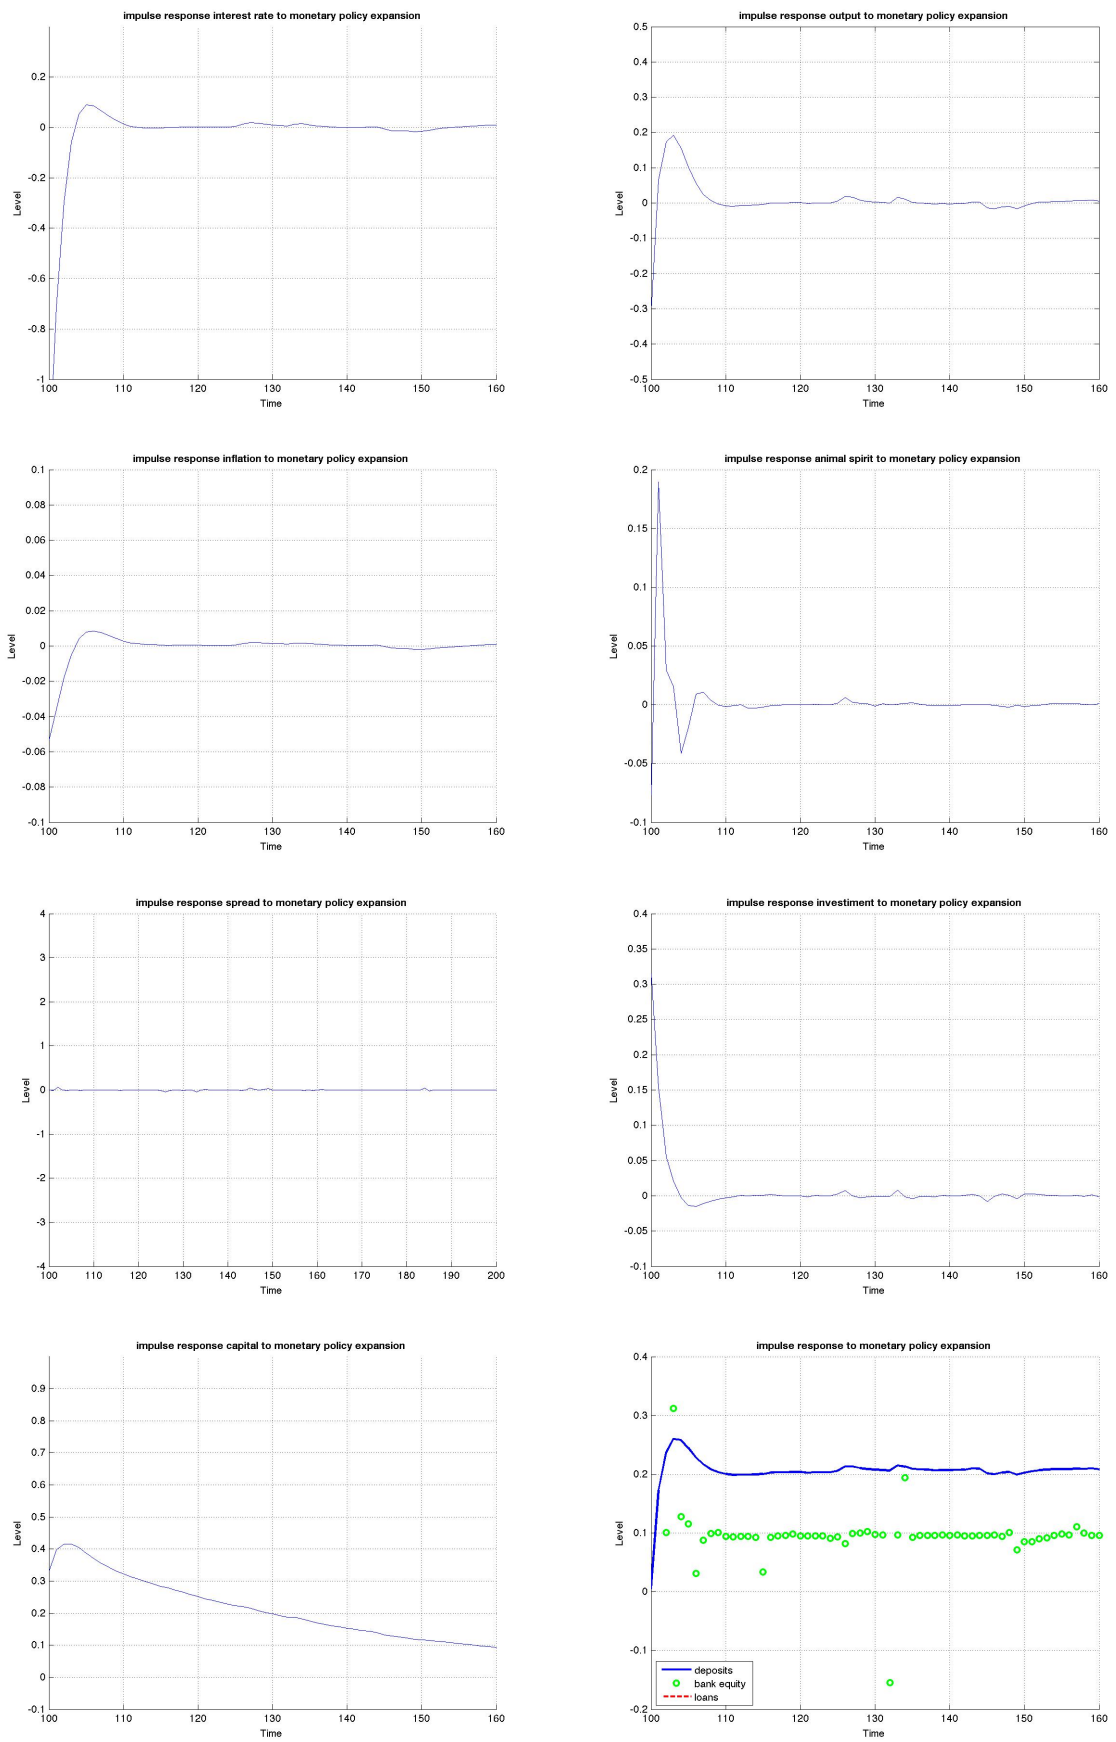 impulse response interest rate to monetary policy expansion
0.2
0
-0.2
-0.4
-0.6
-0.8
-1
Level
100 110 120 130 140 150 160
Time
impulse response output to monetary policy expansion
0.5
0.4
0.3
0.2
0.1
0
-0.1
-0.2
-0.3
-0.4
-0.5
Level
100 110 120 130 140 150 160
Time
impulse response inflation to monetary policy expansion
0.1
0.08
0.06
0.04
0.02
0
-0.02
-0.04
-0.06
-0.08
-0.1
Level
100 110 120 130 140 150 160
Time
impulse response animal spirit to monetary policy expansion
0.2
0.15
0.1
0.05
0
-0.05
-0.1
Level
100 110 120 130 140 150 160
Time
impulse response spread to monetary policy expansion
4
3
2
1
0
-1
-2
-3
-4
Level
100 110 120 130 140 150 160 170 180 190 200
Time
impulse response investiment to monetary policy expansion
0.4
0.35
0.3
0.25
0.2
0.15
0.1
0.05
0
-0.05
-0.1
Level
100 110 120 130 140 150 160
Time
impulse response capital to monetary policy expansion
0.9
0.8
0.7
0.6
0.5
0.4
0.3
0.2
0.1
0
-0.1
Level
100 110 120 130 140 150 160
Time
impulse response to monetary policy expansion
0.4
0.3
0.2
0.1
0
-0.1
-0.2
Level
deposits
bank equity
loans
100 110 120 130 140 150 160
Time